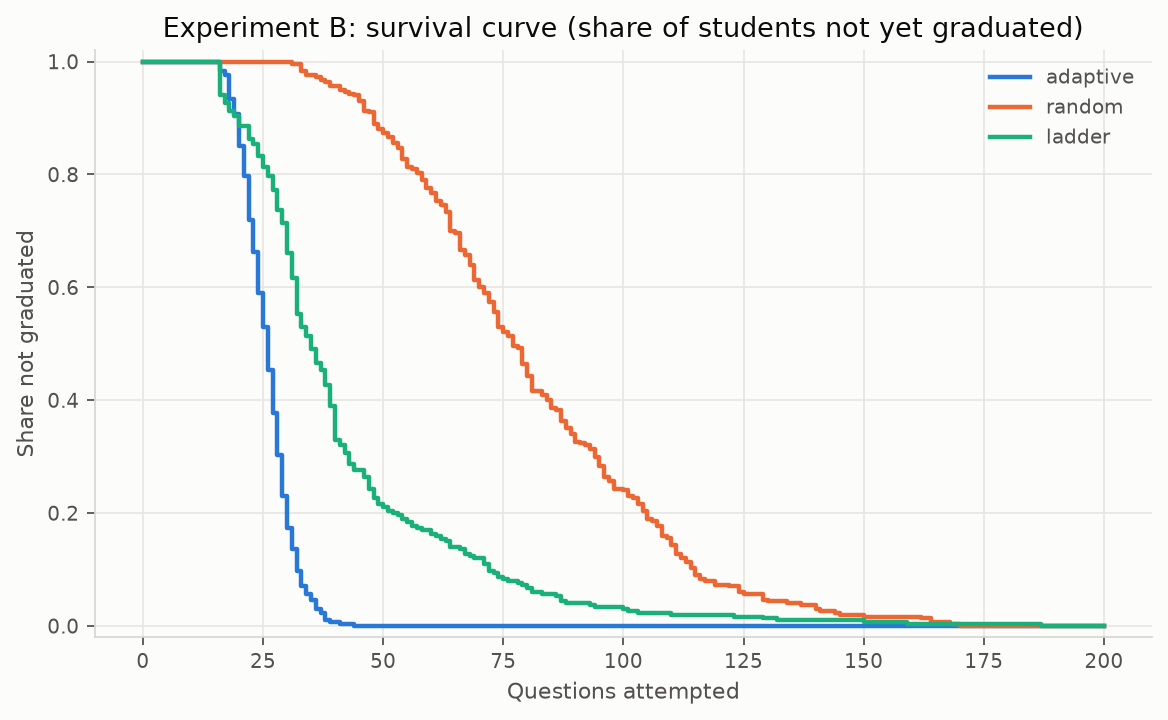 Experiment B: survival curve (share of students not yet graduated)
adaptive
random
ladder
Share not graduated
1.0
0.8
0.6
0.4
0.2
0.0
0 25 50 75 100 125 150 175 200
Questions attempted